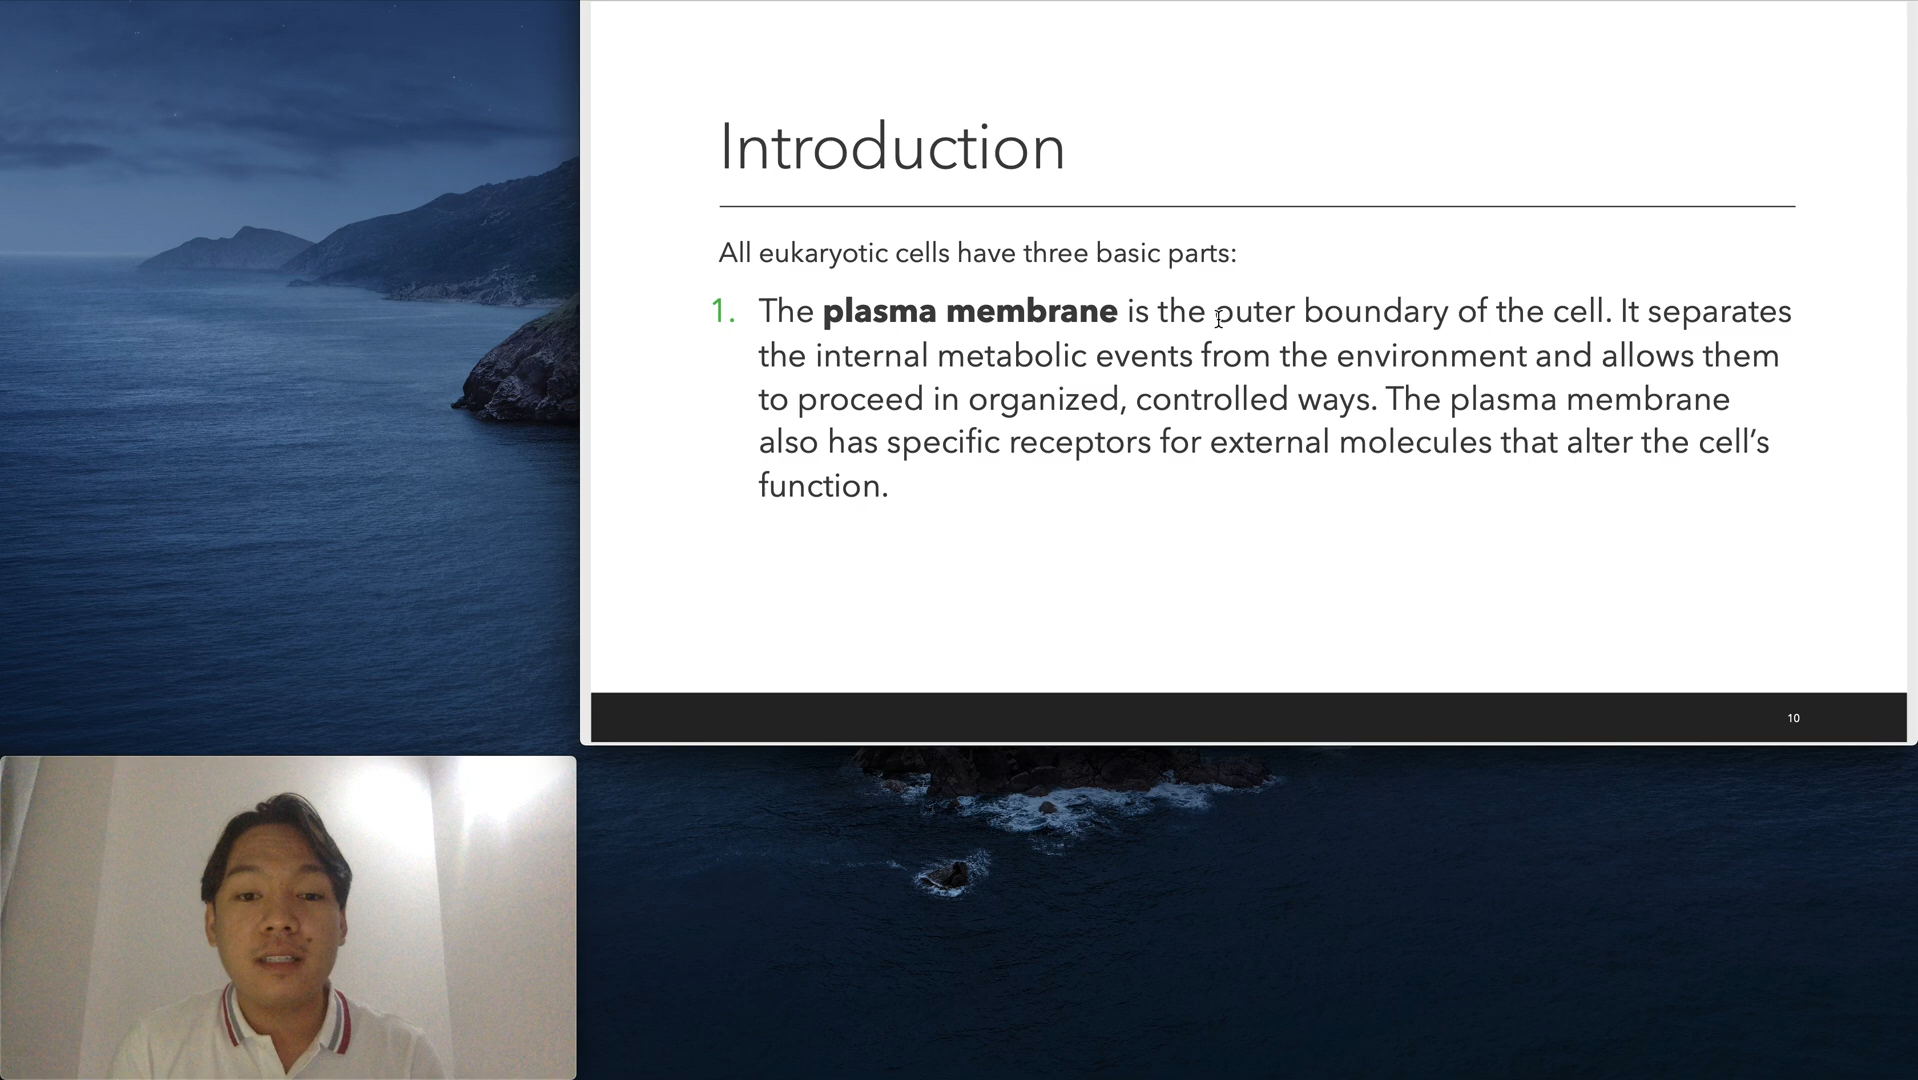 Introduction
All eukaryotic cells have three basic parts:
1. The plasma membrane is the outer boundary of the cell. It separates
the internal metabolic events from the environment and allows them
to proceed in organized, controlled ways. The plasma membrane
also has specific receptors for external molecules that alter the cell’s
function.
10